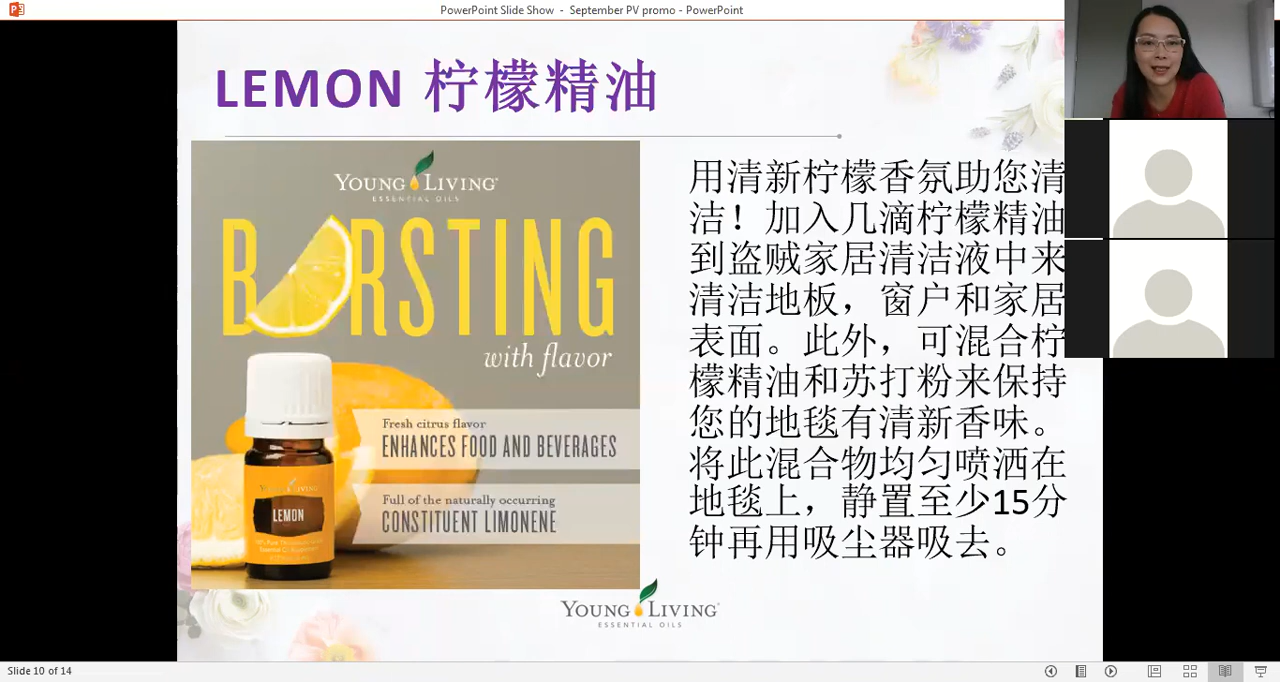 PowerPoint Slide Show - September PV promo - PowerPoint
LEMON 柠檬精油
YOUNG LIVING
ESSENTIAL OILS
BURSTING
with flavor
Fresh citrus flavor
ENHANCES FOOD AND BEVERAGES
Full of the naturally occurring
CONSTITUENT LIMONENE
YOUNG LIVING
LEMON
用清新柠檬香氛助您清
洁！加入几滴柠檬精油
到盗贼家居清洁液中来
清洁地板，窗户和家居
表面。此外，可混合柠
檬精油和苏打粉来保持
您的地毯有清新香味。
将此混合物均匀喷洒在
地毯上，静置至少15分
钟再用吸尘器吸去。
YOUNG LIVING
ESSENTIAL OILS
Slide 10 of 14